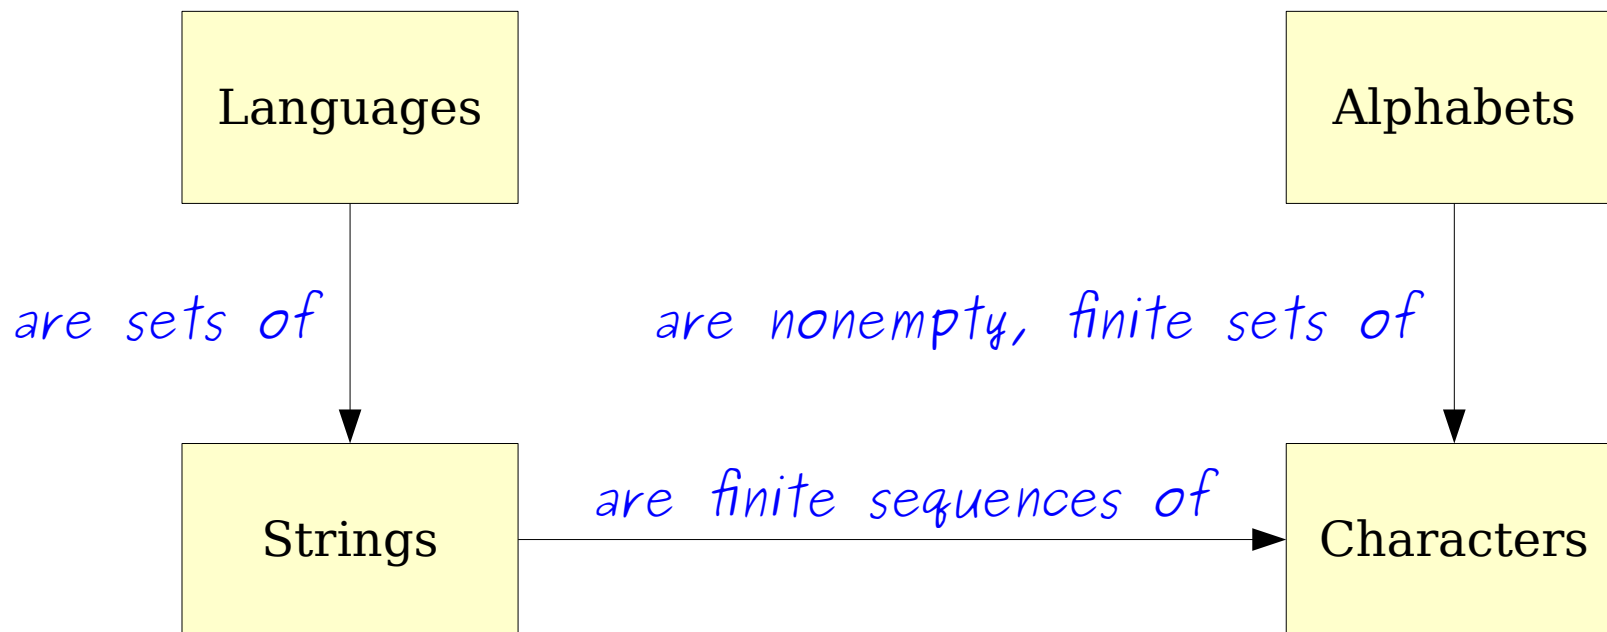 Languages
Alphabets
are sets of
are nonempty, finite sets of
are finite sequences of
Strings
Characters